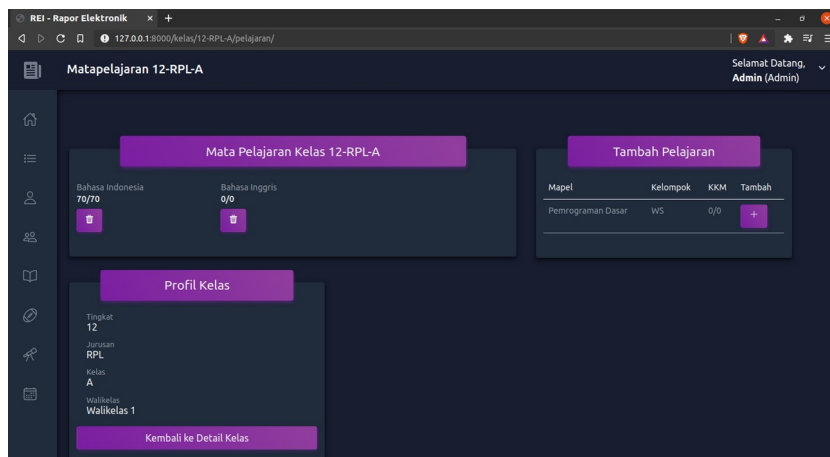 REI - Rapor Elektronik
127.0.0.1:8000/kelas/12-RPL-A/pelajaran/
Matapelajaran 12-RPL-A
Selamat Datang,
Admin (Admin)
Mata Pelajaran Kelas 12-RPL-A
Bahasa Indonesia
70/70
Bahasa Inggris
0/0
Tambah Pelajaran
Mapel Kelompok KKM Tambah
Pemrograman Dasar WS 0/0 +
Profil Kelas
Tingkat
12
Jurusan
RPL
Kelas
A
Walikelas
Walikelas 1
Kembali ke Detail Kelas